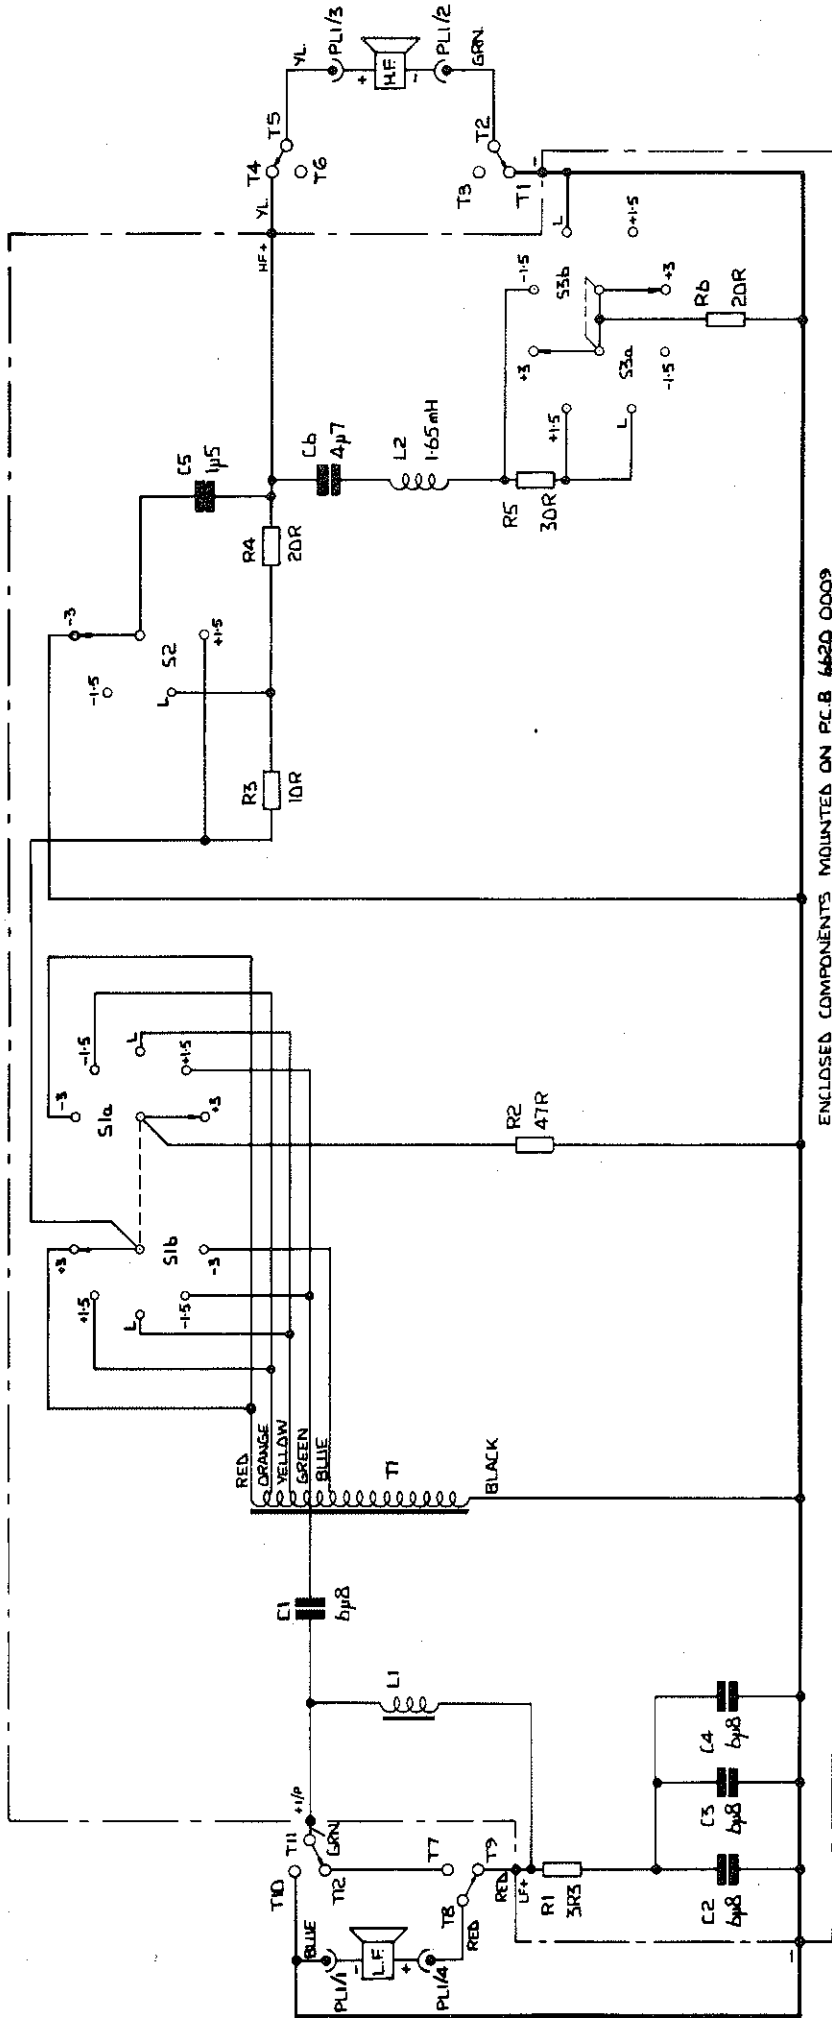 RED
ORANGE
YELLOW
GREEN
BLUE
T1
BLACK
+3
+1.5
L
-1.5
-3
S1b
-3
-1.5
L
+1.5
+3
S1a
R2
47R
C1
6µ8
L1
+1/P
T11
GRN
T10
T12
T7
T8
T9
RED
RED
LF+
BLUE
PL1/1
-
L.F.
+
PL1/4
R1
3R3
C2
6µ8
C3
6µ8
C4
6µ8
-
-3
-1.5
S2
L
+1.5
R3
10R
R4
20R
C5
1µ5
C6
4µ7
L2
1.65mH
R5
30R
+3
+1.5
L
-1.5
S3a
-1.5
L
+1.5
+3
S3b
R6
20R
HF+
YL.
T4
T5
T6
YL.
PL1/3
+
H.F.
-
PL1/2
GRN.
T2
T3
T1
-
ENCLOSED COMPONENTS MOUNTED ON P.C.B 6620 0009